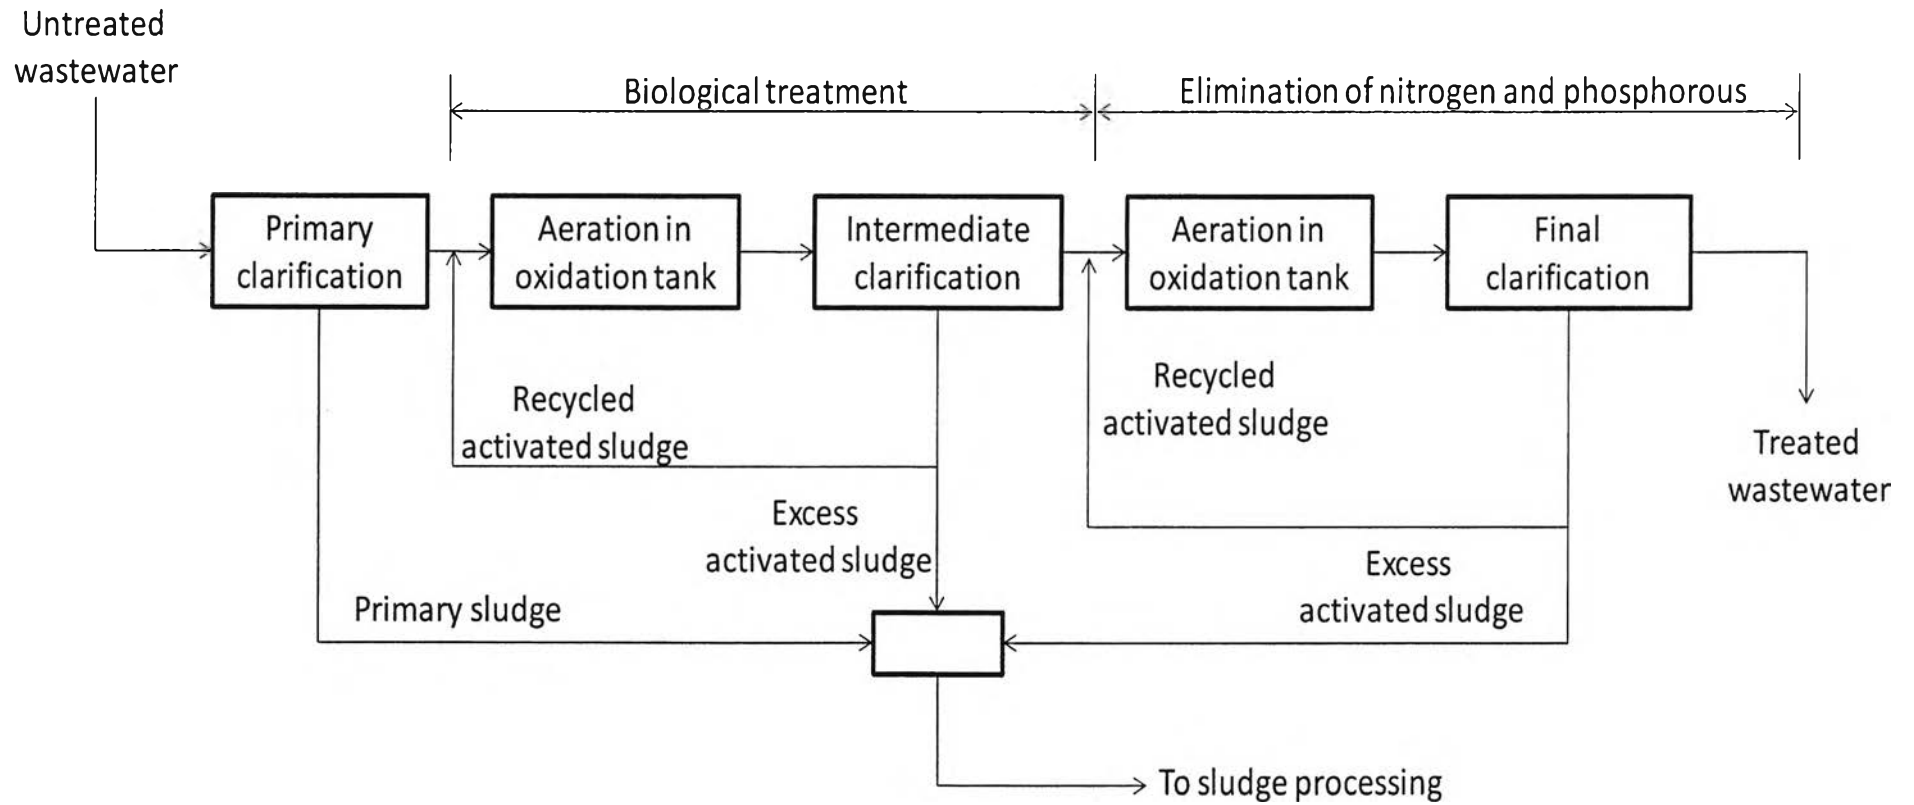 Untreated
wastewater
Biological treatment
Elimination of nitrogen and phosphorous
Primary
clarification
Aeration in
oxidation tank
Intermediate
clarification
Aeration in
oxidation tank
Final
clarification
Recycled
activated sludge
Recycled
activated sludge
Treated
wastewater
Excess
activated sludge
Excess
activated sludge
Primary sludge
To sludge processing